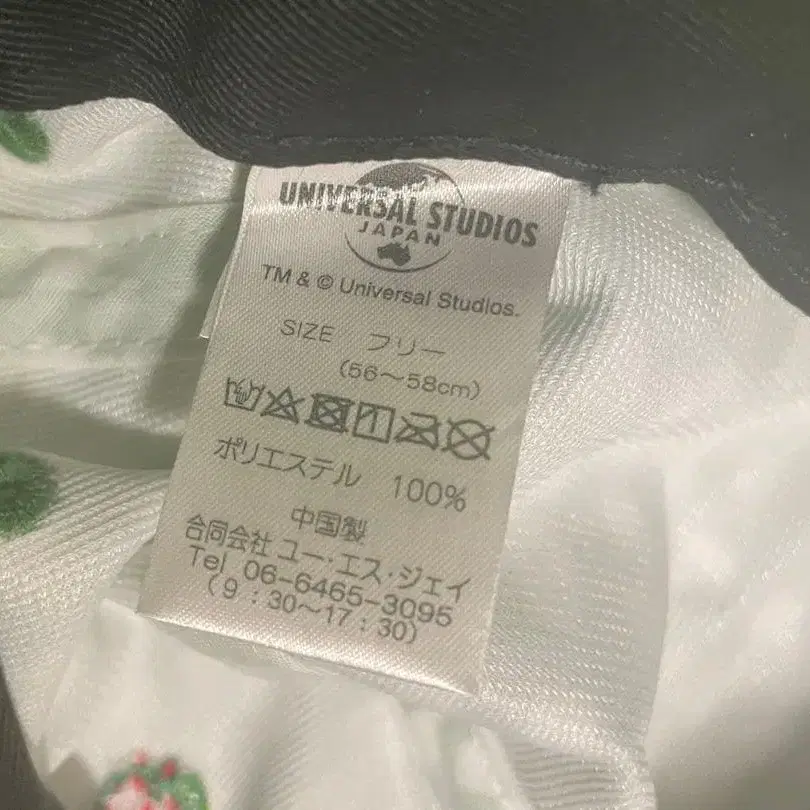 UNIVERSAL STUDIOS
JAPAN
TM & © Universal Studios.
SIZE フリー
(56〜58cm)
ポリエステル 100%
中国製
合同会社 ユー・エス・ジェイ
Tel 06-6465-3095
(9:30〜17:30)